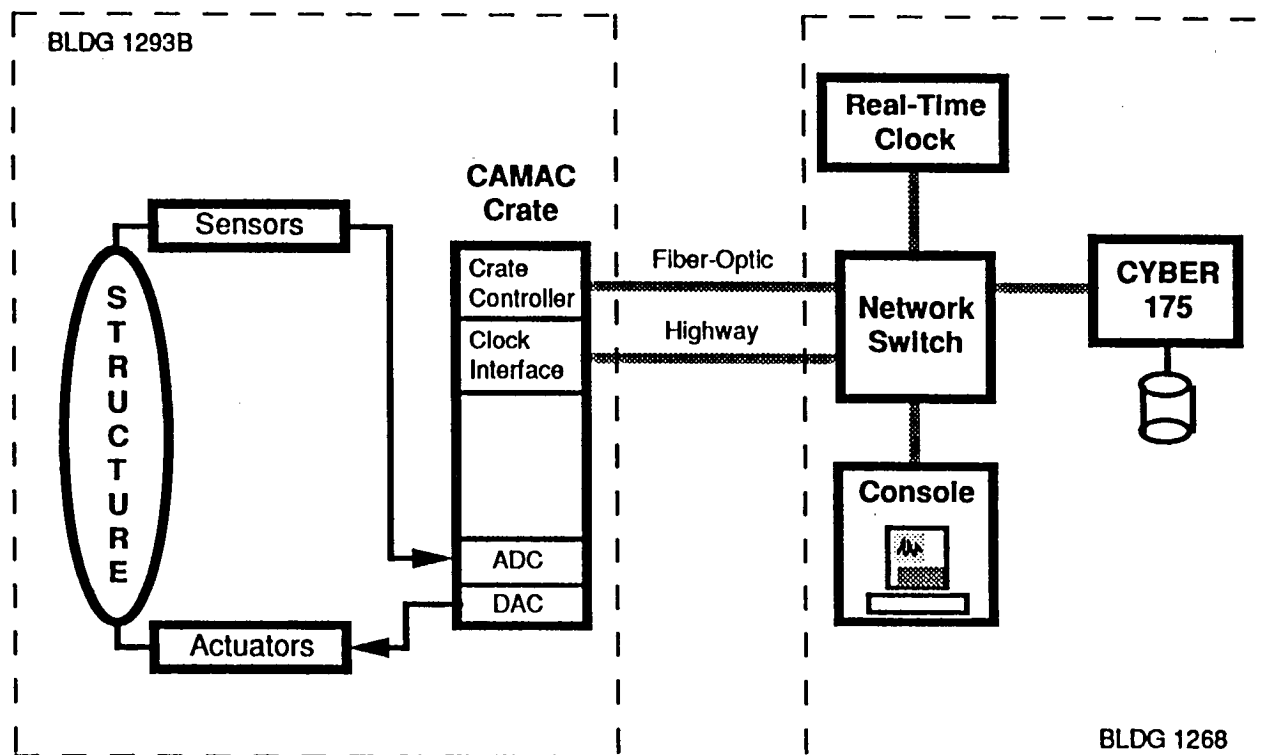 BLDG 1293B
Real-Time
Clock
CAMAC
Crate
Sensors
Crate
Controller
Fiber-Optic
Network
Switch
CYBER
175
STRUCTURE
Clock
Interface
Highway
Console
ADC
DAC
Actuators
BLDG 1268